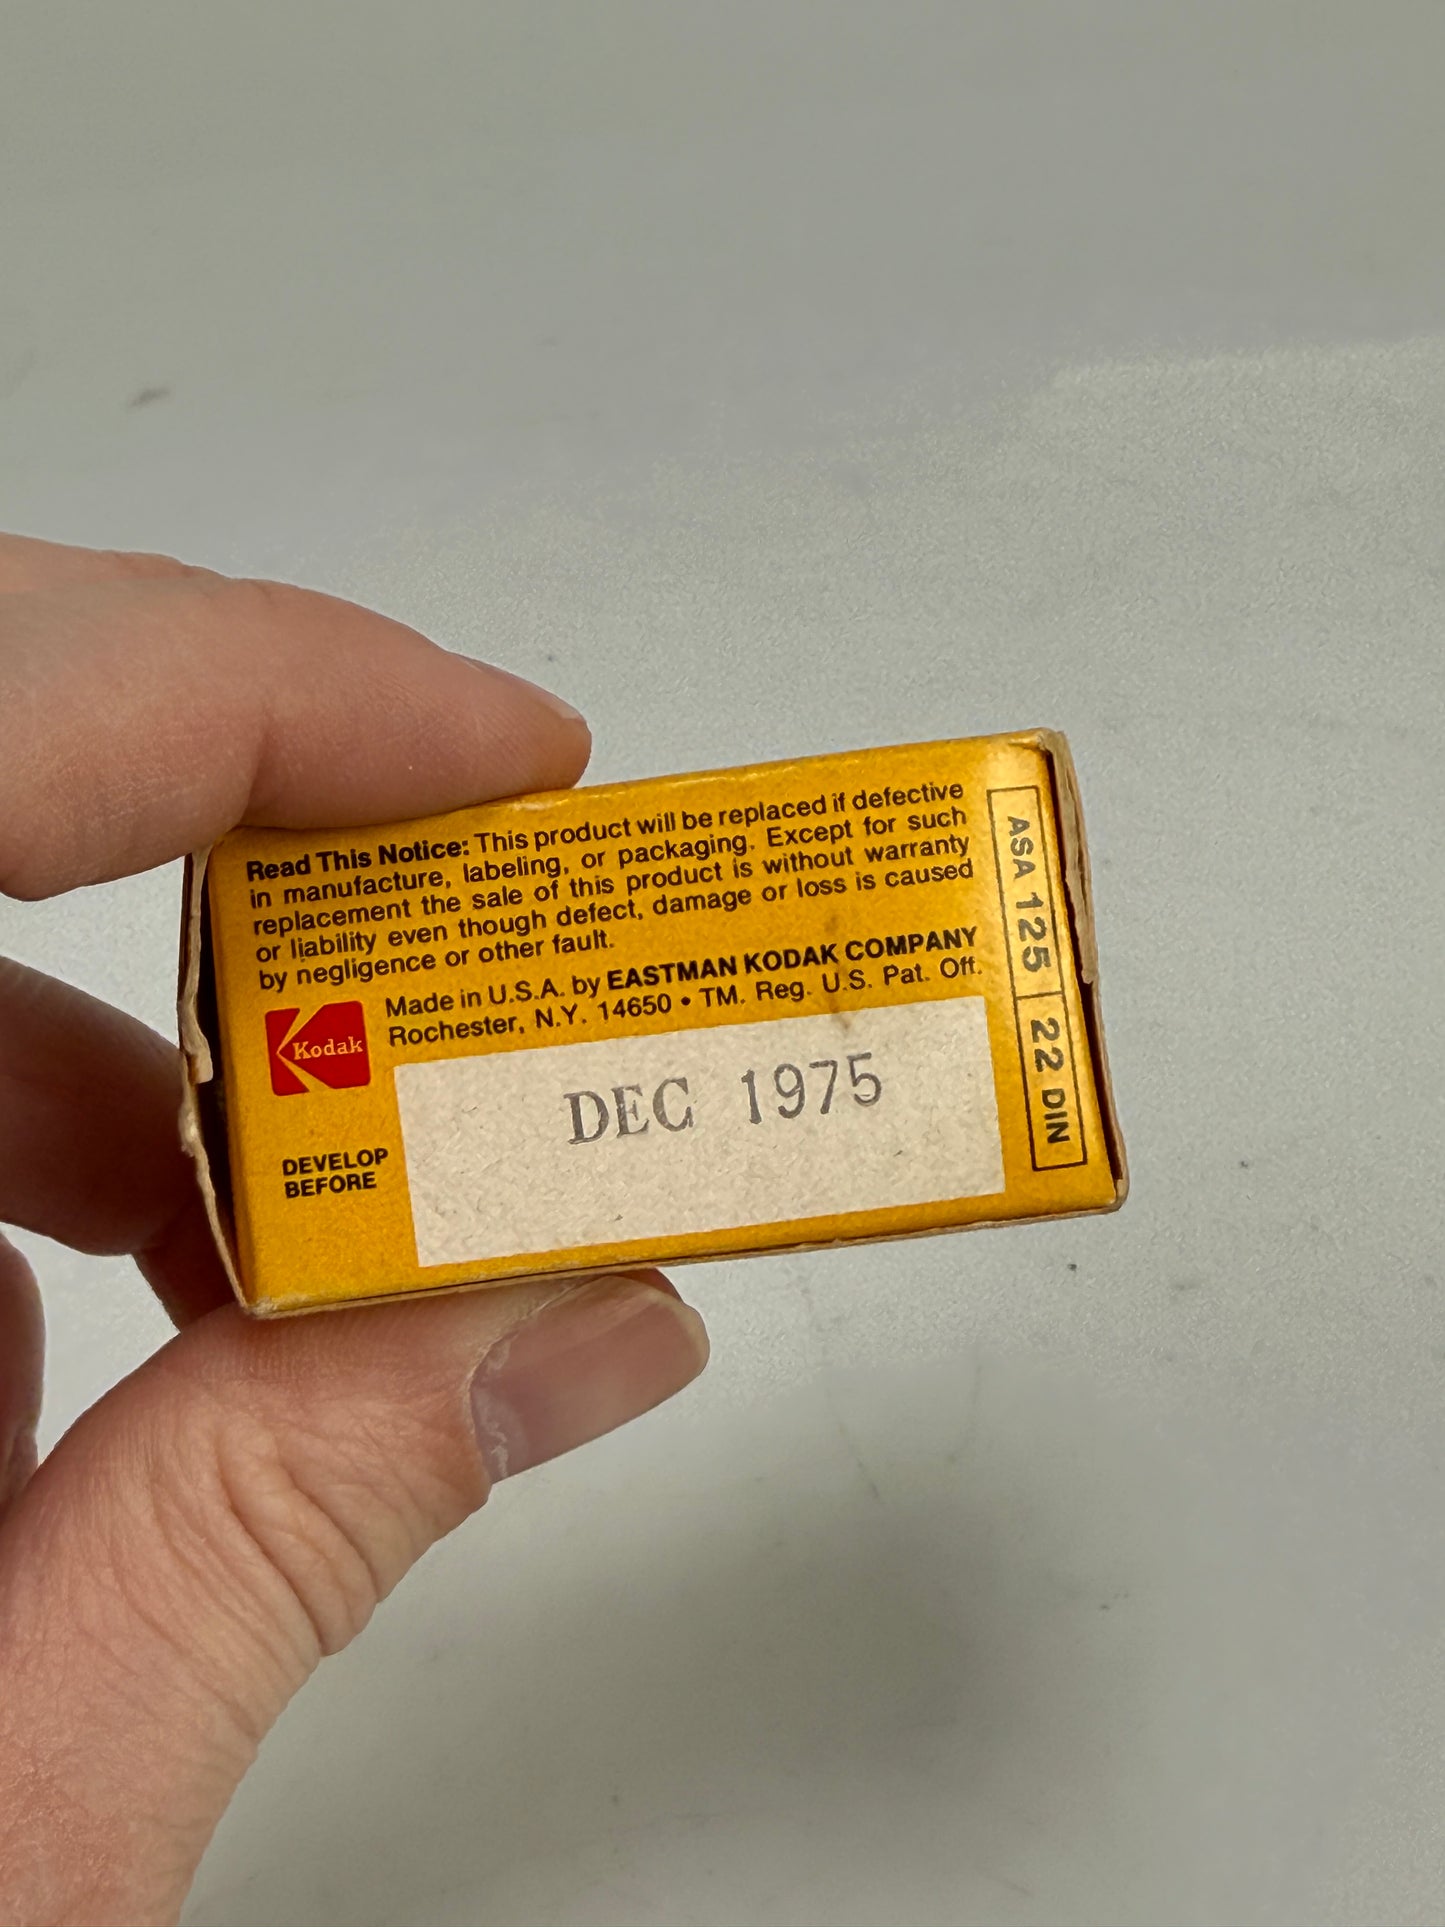 Read This Notice: This product will be replaced if defective
in manufacture, labeling, or packaging. Except for such
replacement the sale of this product is without warranty
or liability even though defect, damage or loss is caused
by negligence or other fault.
Made in U.S.A. by EASTMAN KODAK COMPANY
Rochester, N.Y. 14650 • TM. Reg. U.S. Pat. Off.
Kodak
DEC 1975
DEVELOP
BEFORE
ASA 125 22 DIN